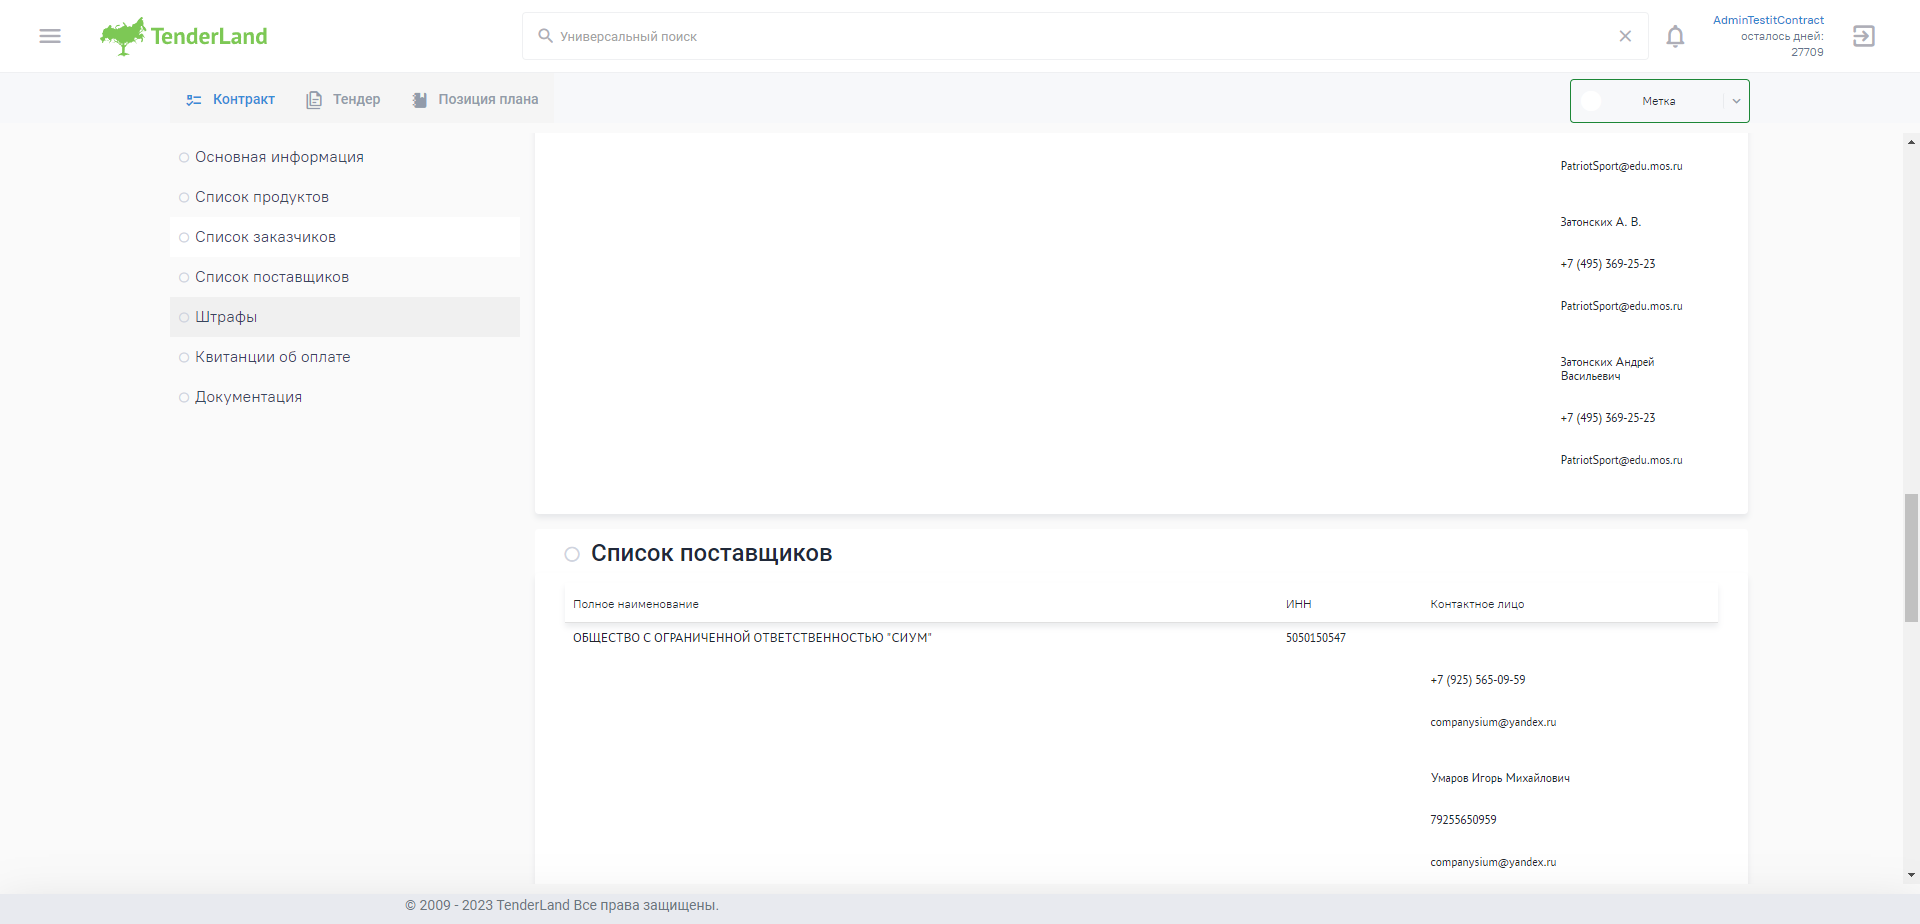 TenderLand
Универсальный поиск
AdminTestitContract
осталось дней:
27709
Контракт
Тендер
Позиция плана
Метка
Основная информация
Список продуктов
Список заказчиков
Список поставщиков
Штрафы
Квитанции об оплате
Документация
PatriotSport@edu.mos.ru
Затонских А. В.
+7 (495) 369-25-23
PatriotSport@edu.mos.ru
Затонских Андрей
Васильевич
+7 (495) 369-25-23
PatriotSport@edu.mos.ru
Список поставщиков
Полное наименование ИНН Контактное лицо
ОБЩЕСТВО С ОГРАНИЧЕННОЙ ОТВЕТСТВЕННОСТЬЮ "СИУМ" 5050150547
+7 (925) 565-09-59
companysium@yandex.ru
Умаров Игорь Михайлович
79255650959
companysium@yandex.ru
© 2009 - 2023 TenderLand Все права защищены.